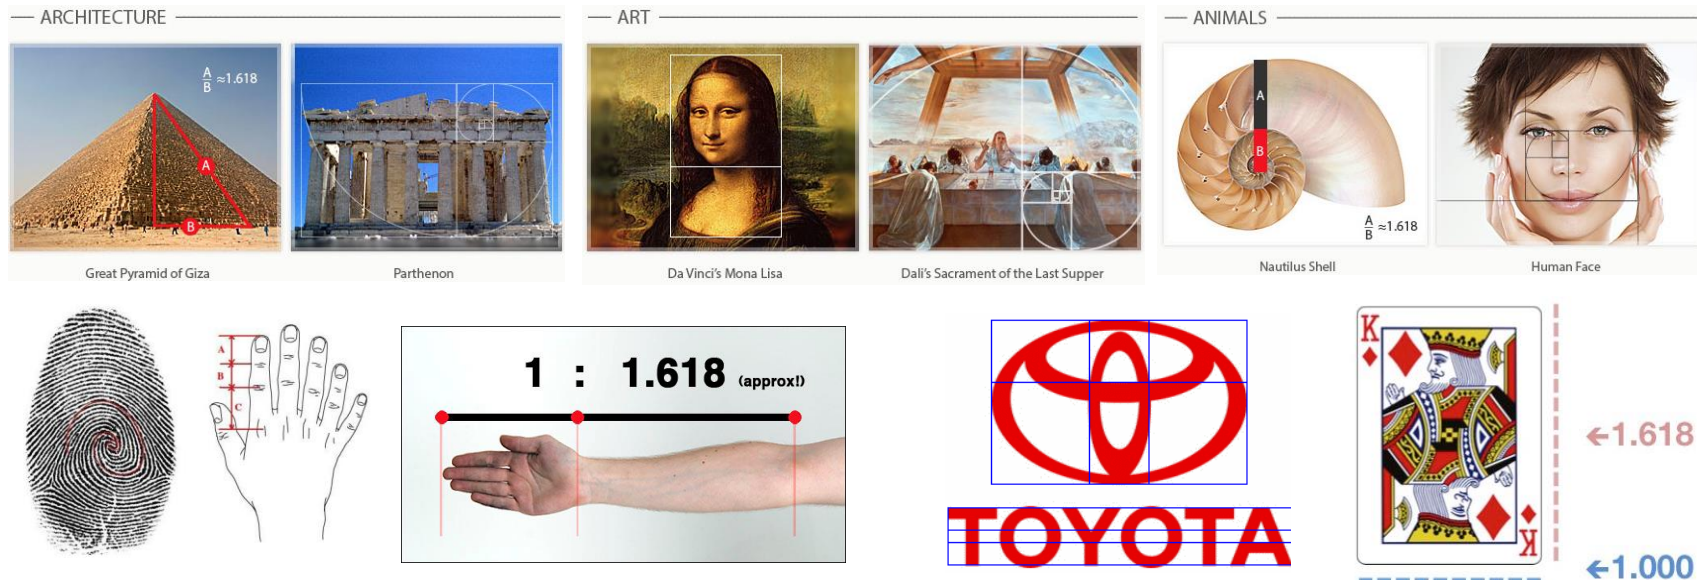 ARCHITECTURE
ART
ANIMALS
A
B
≈1.618
A
B
A
B
A
B
≈1.618
Great Pyramid of Giza
Parthenon
Da Vinci's Mona Lisa
Dali's Sacrament of the Last Supper
Nautilus Shell
Human Face
A
B
C
1 : 1.618 (approx!)
TOYOTA
K
K
←1.618
←1.000